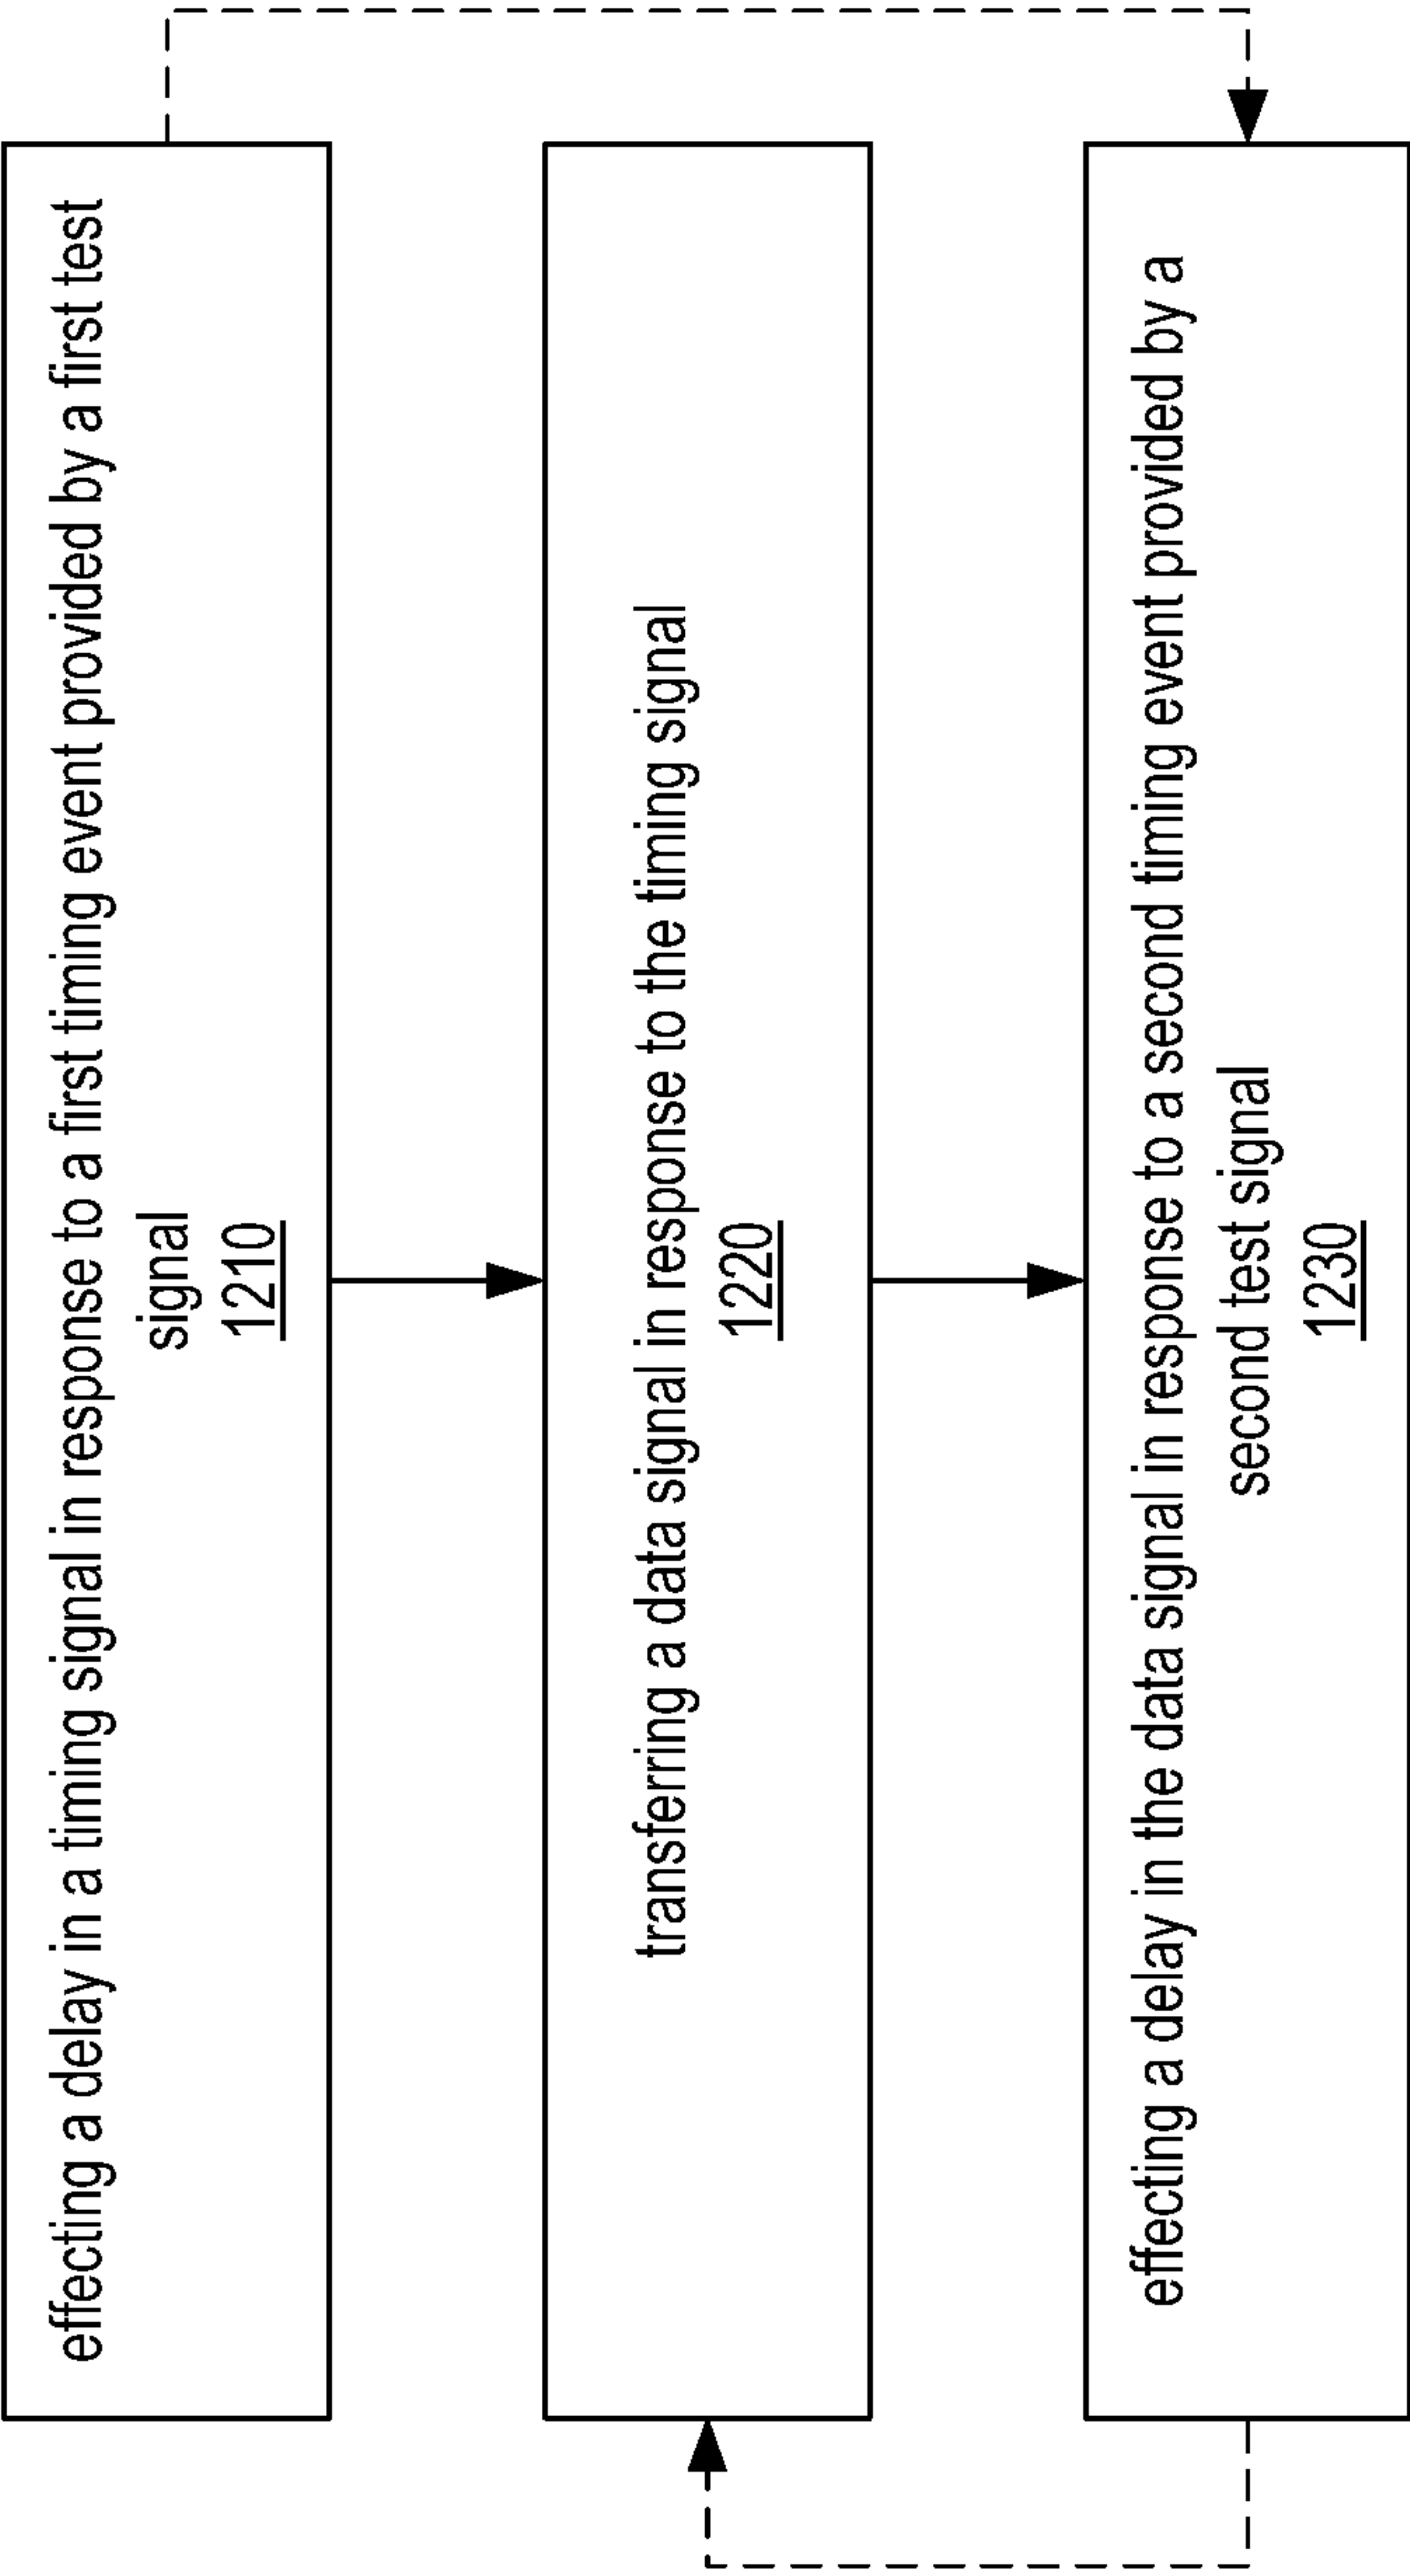 effecting a delay in a timing signal in response to a first timing event provided by a first test
signal
1210
transferring a data signal in response to the timing signal
1220
effecting a delay in the data signal in response to a second timing event provided by a
second test signal
1230